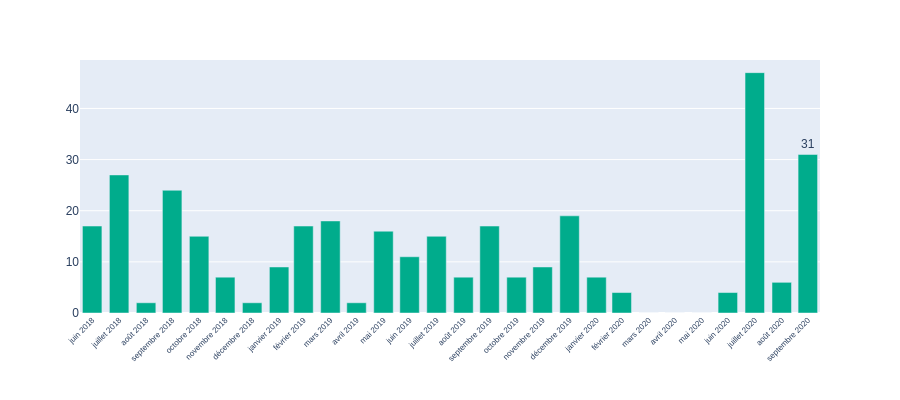 40
30
20
10
0
31
juin 2018
juillet 2018
août 2018
septembre 2018
octobre 2018
novembre 2018
décembre 2018
janvier 2019
février 2019
mars 2019
avril 2019
mai 2019
juin 2019
juillet 2019
août 2019
septembre 2019
octobre 2019
novembre 2019
décembre 2019
janvier 2020
février 2020
mars 2020
avril 2020
mai 2020
juin 2020
juillet 2020
août 2020
septembre 2020